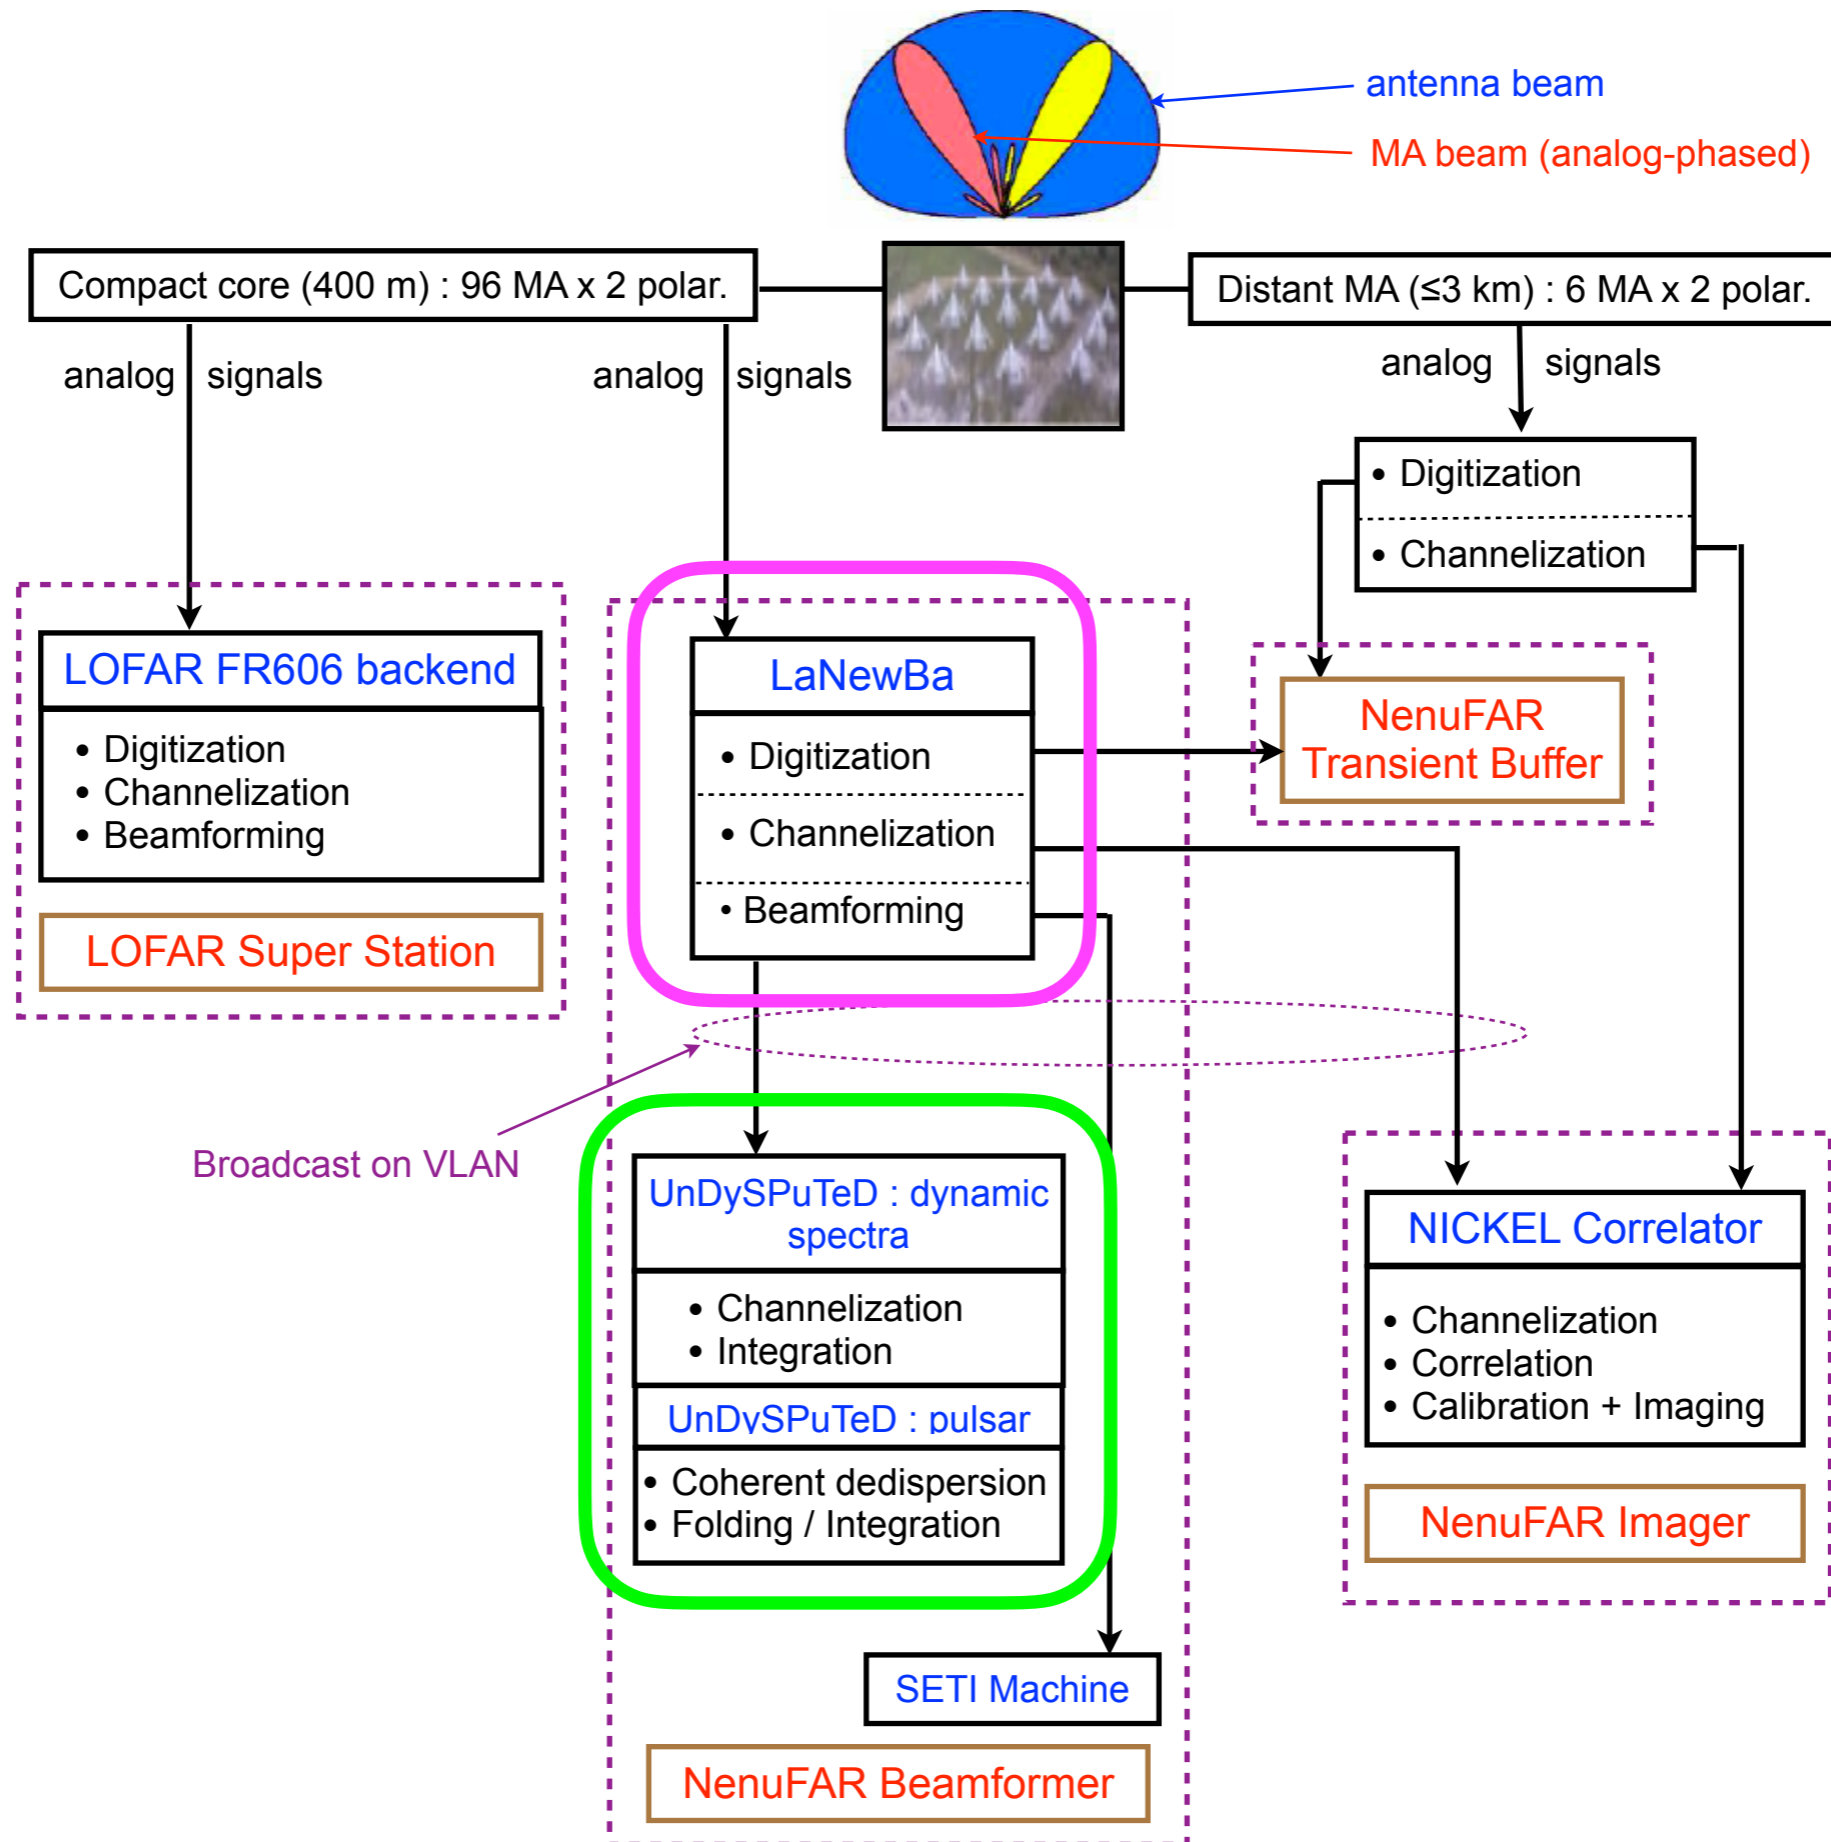 antenna beam
MA beam (analog-phased)
Compact core (400 m) : 96 MA x 2 polar.
Distant MA (≤3 km) : 6 MA x 2 polar.
analog signals
analog signals
analog signals
• Digitization
• Channelization
LOFAR FR606 backend
• Digitization
• Channelization
• Beamforming
LOFAR Super Station
LaNewBa
• Digitization
• Channelization
• Beamforming
NenuFAR
Transient Buffer
Broadcast on VLAN
UnDySPuTeD : dynamic
spectra
• Channelization
• Integration
UnDySPuTeD : pulsar
• Coherent dedispersion
• Folding / Integration
NICKEL Correlator
• Channelization
• Correlation
• Calibration + Imaging
NenuFAR Imager
SETI Machine
NenuFAR Beamformer